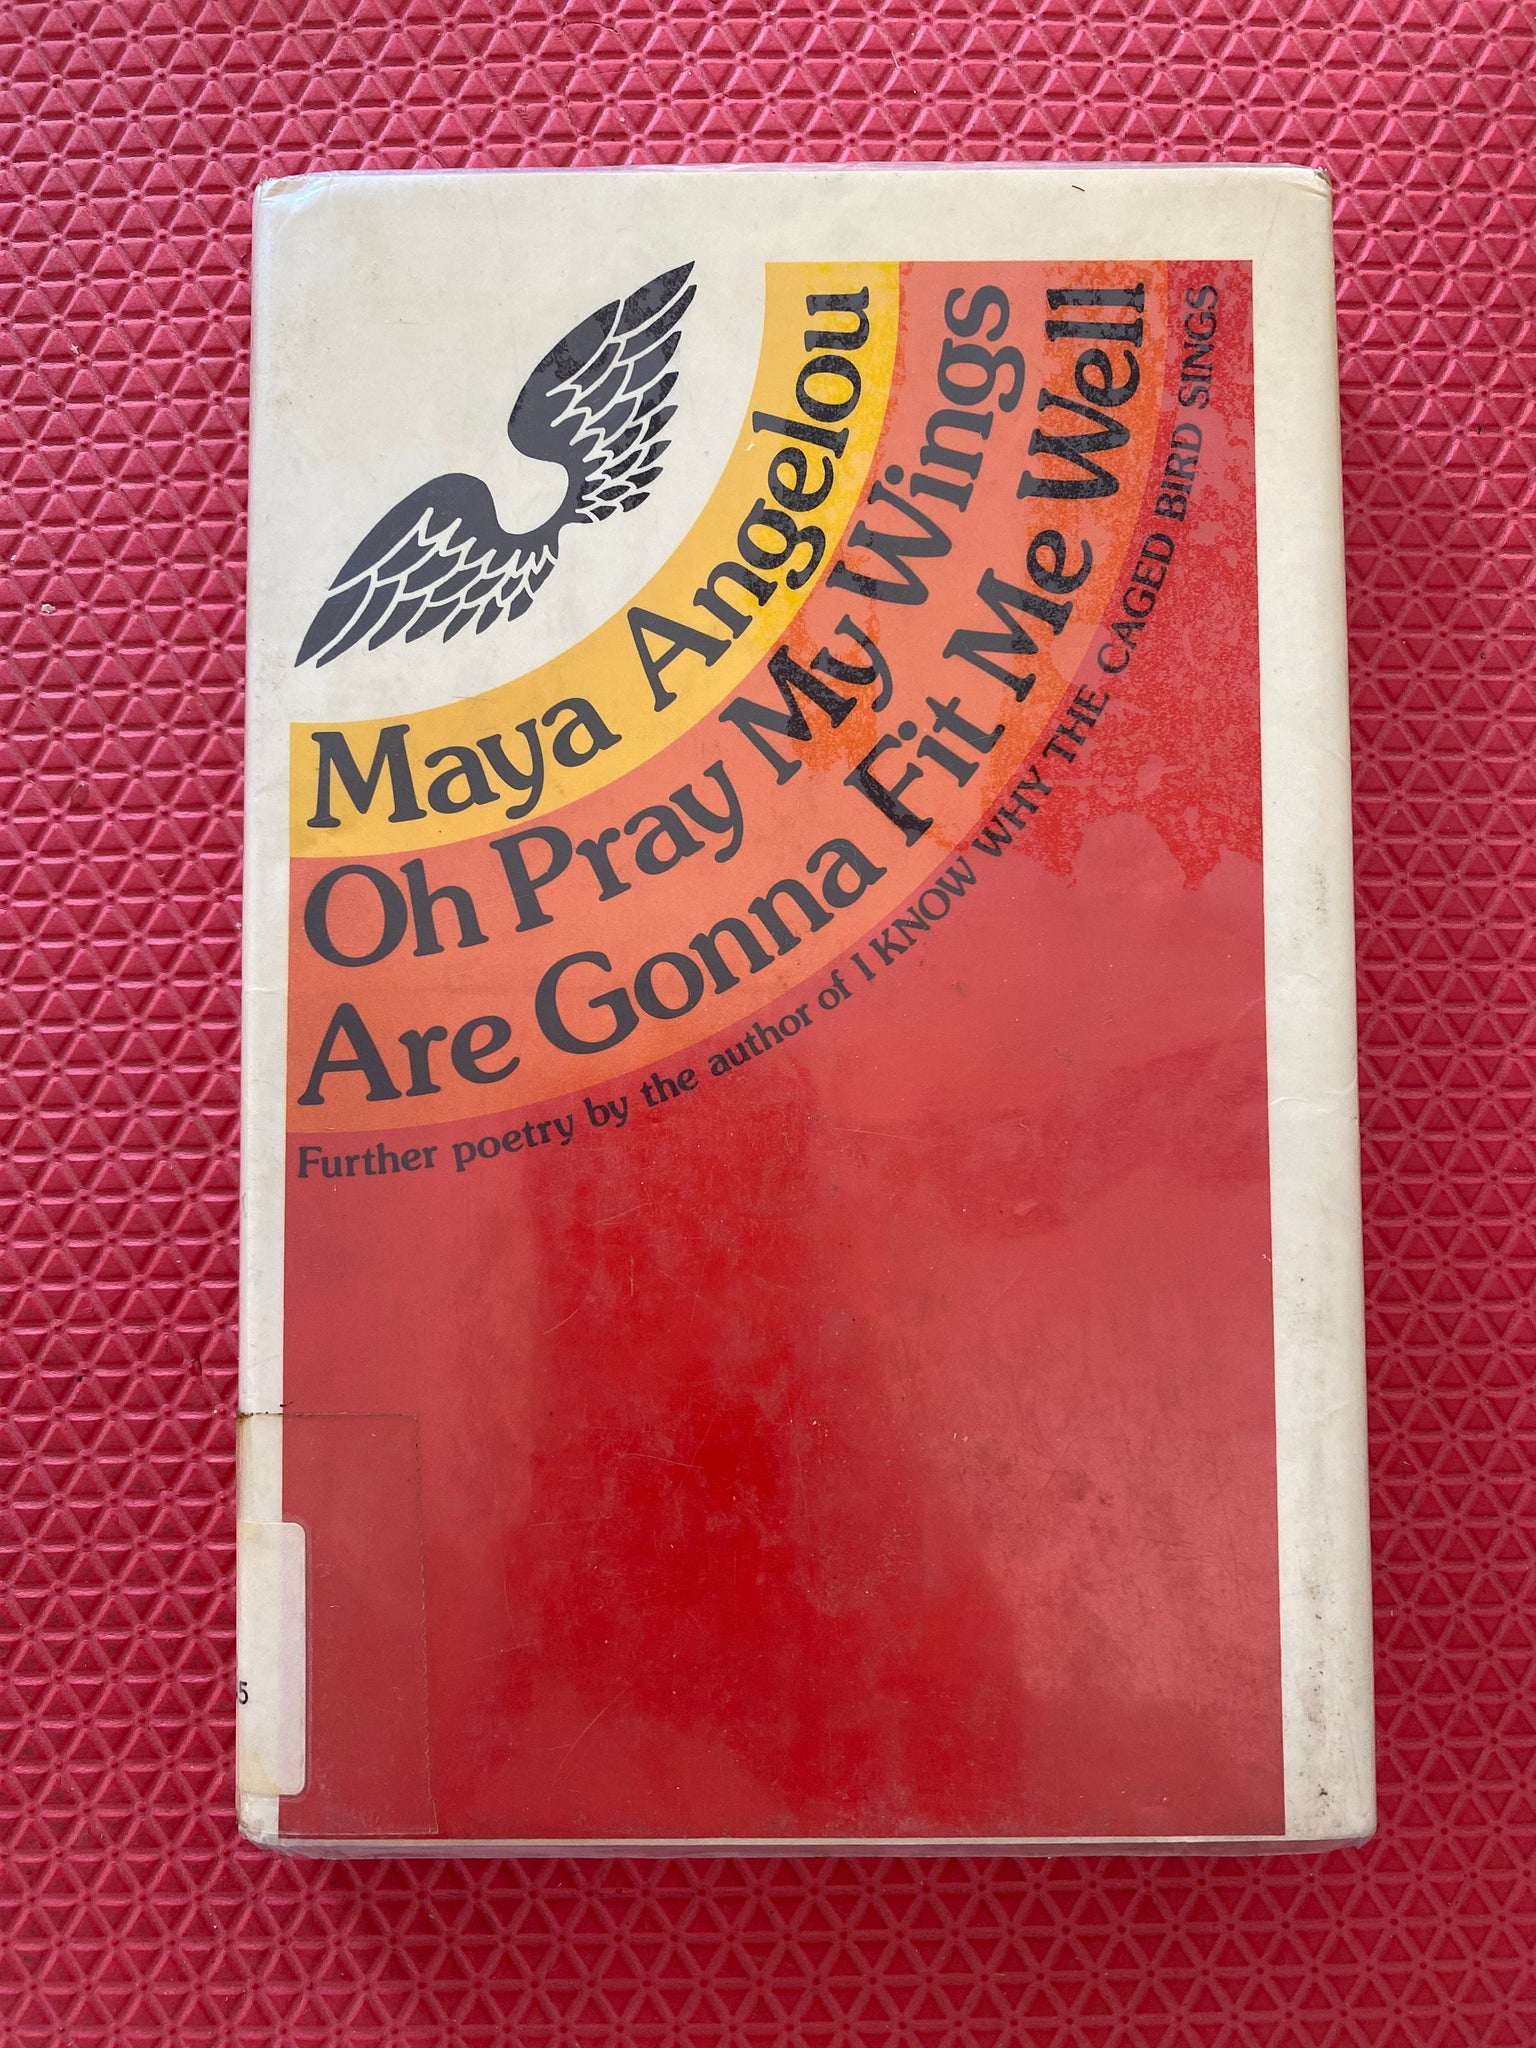 Maya Angelou
Oh Pray My Wings
Are Gonna Fit Me Well
Further poetry by the author of I KNOW WHY THE CAGED BIRD SINGS
5